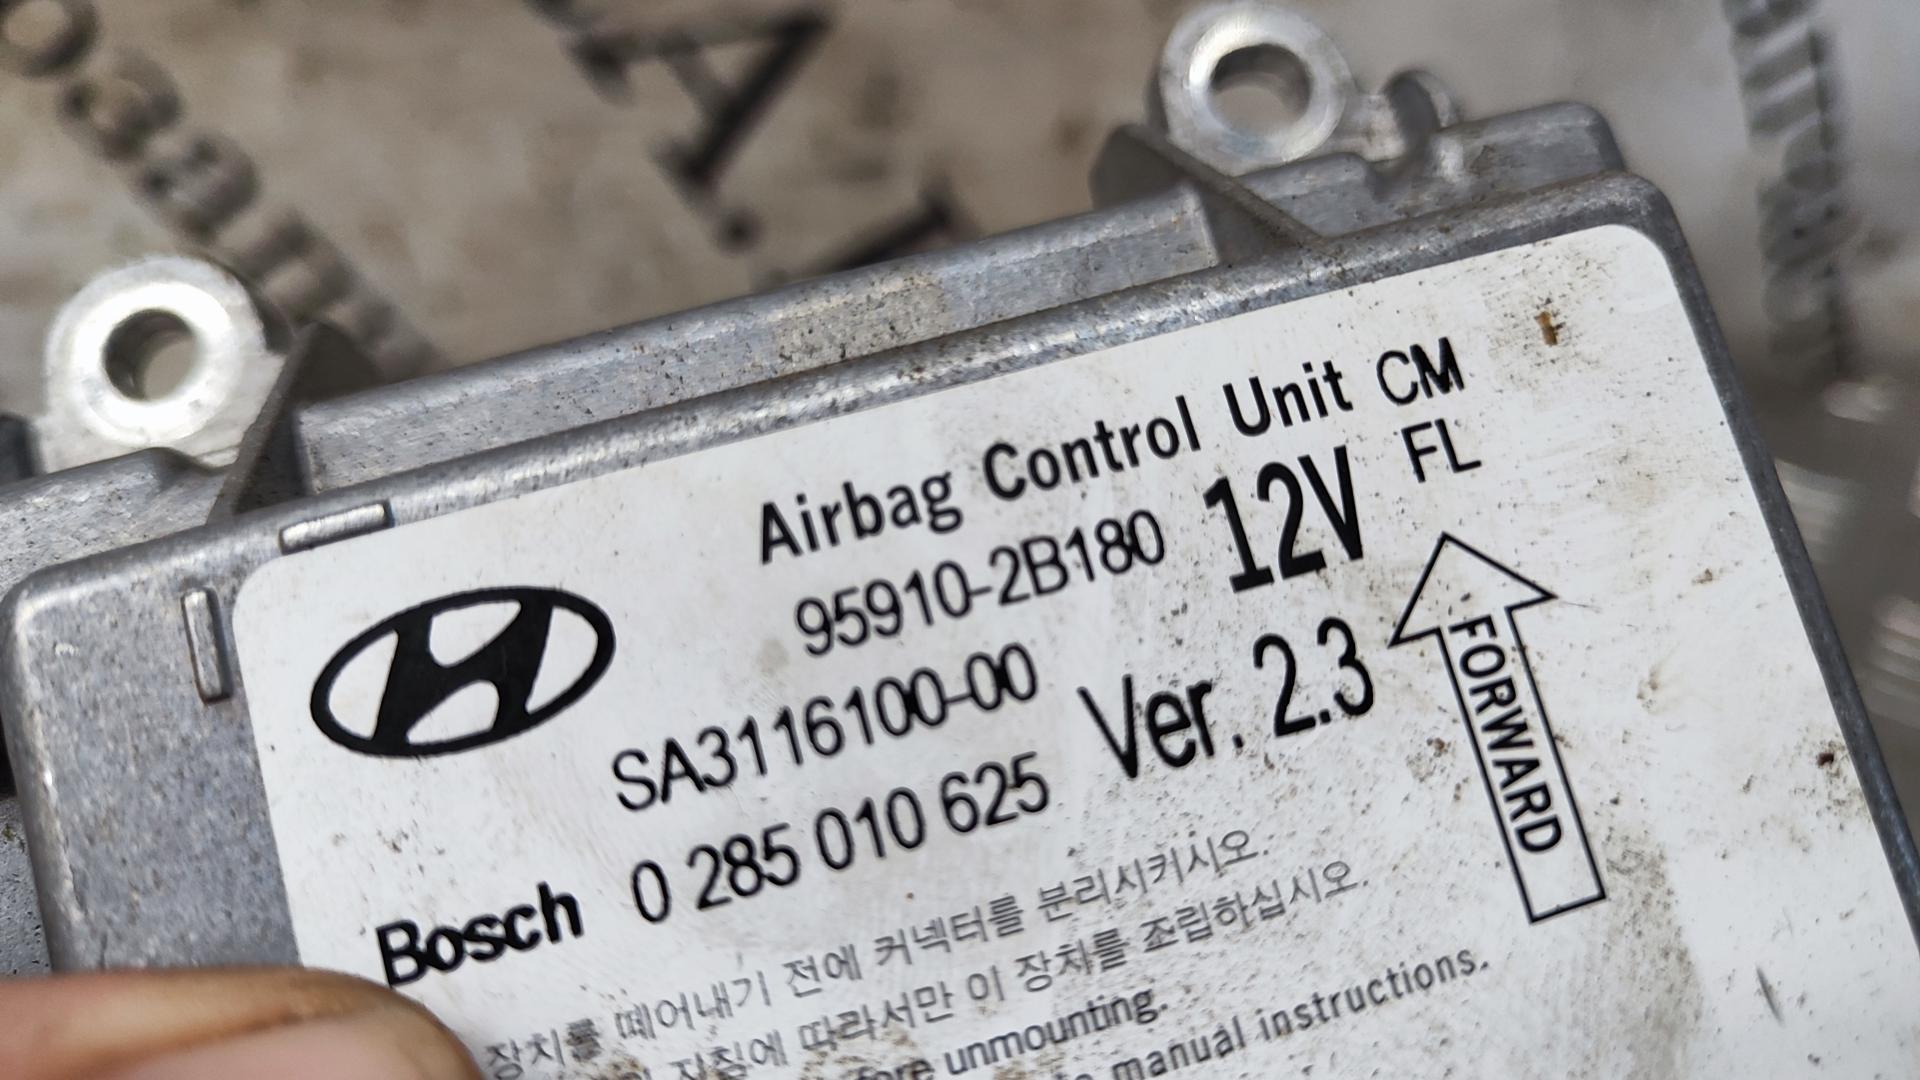 Airbag Control Unit CM
95910-2B180 12V FL
SA3116100-00 Ver. 2.3
Bosch 0 285 010 625
FORWARD
장치를 떼어내기 전에 커넥터를 분리시키시오.
지침에 따라서만 이 장치를 조립하십시오.
unmounting.
manual instructions.